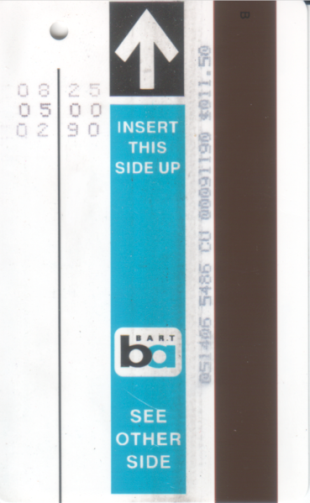 08 25
05 00
02 90
INSERT
THIS
SIDE UP
BART
ba
SEE
OTHER
SIDE
051406 5486 CU 00091190 $011.50
8